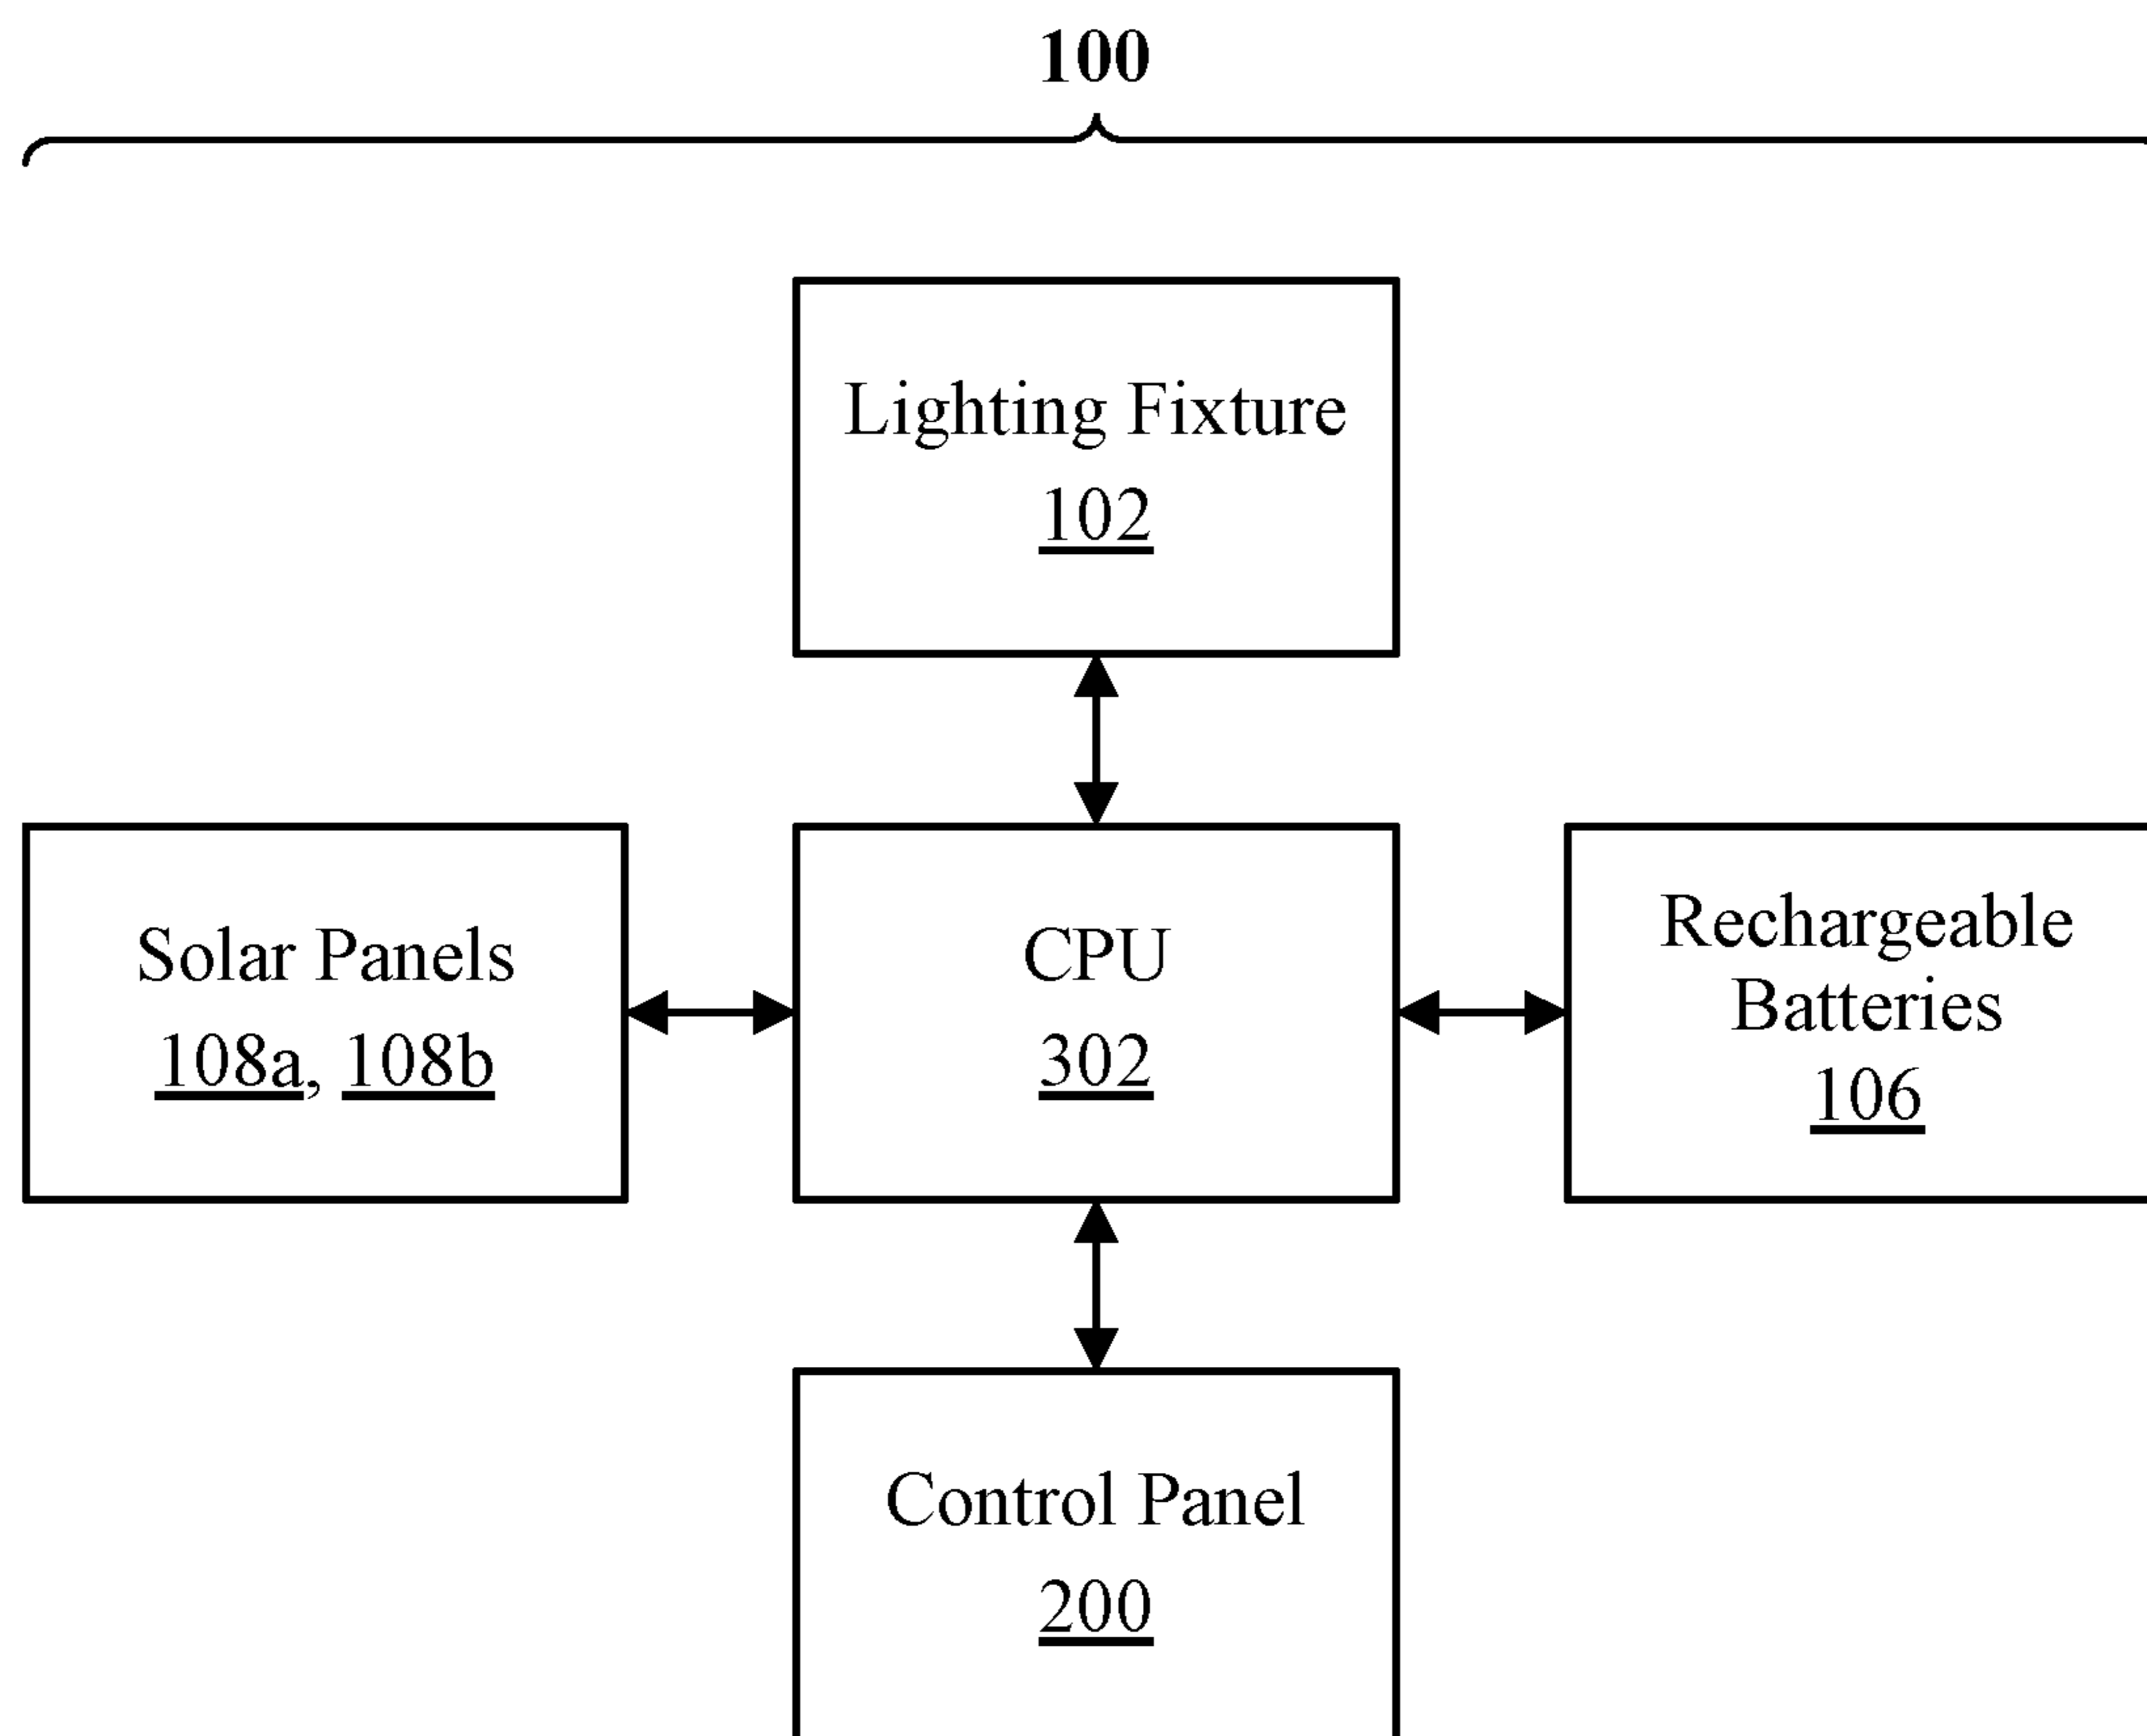 100
Lighting Fixture
102
Solar Panels
108a, 108b
CPU
302
Rechargeable
Batteries
106
Control Panel
200